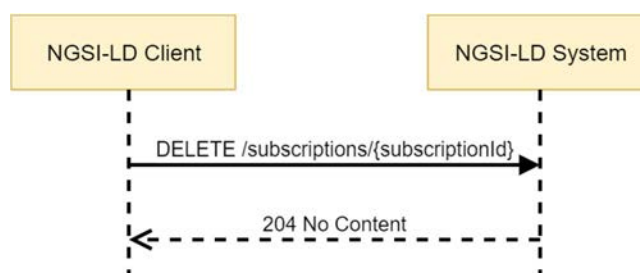 NGSI-LD Client
NGSI-LD System
DELETE /subscriptions/{subscriptionId}
204 No Content